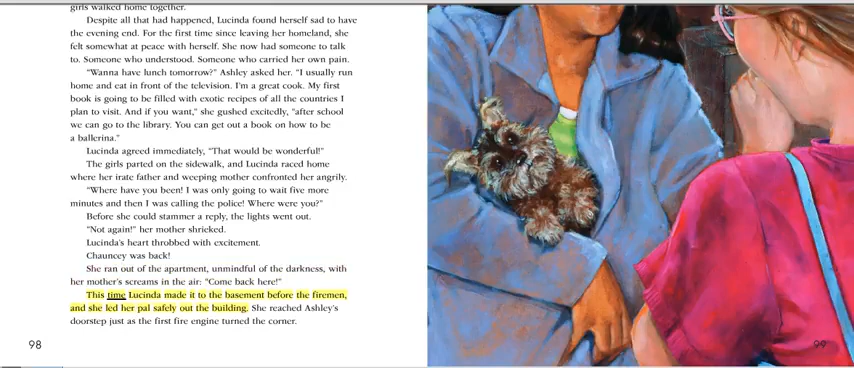 girls walked home together.
Despite all that had happened, Lucinda found herself sad to have
the evening end. For the first time since leaving her homeland, she
felt somewhat at peace with herself. She now had someone to talk
to. Someone who understood. Someone who carried her own pain.
"Wanna have lunch tomorrow?" Ashley asked her. "I usually run
home and eat in front of the television. I'm a great cook. My first
book is going to be filled with exotic recipes of all the countries I
plan to visit. And if you want," she gushed excitedly, "after school
we can go to the library. You can get out a book on how to be
a ballerina."
Lucinda agreed immediately, "That would be wonderful!"
The girls parted on the sidewalk, and Lucinda raced home
where her irate father and weeping mother confronted her angrily.
"Where have you been! I was only going to wait five more
minutes and then I was calling the police! Where were you?"
Before she could stammer a reply, the lights went out.
"Not again!" her mother shrieked.
Lucinda's heart throbbed with excitement.
Chauncey was back!
She ran out of the apartment, unmindful of the darkness, with
her mother's screams in the air: "Come back here!"
This time Lucinda made it to the basement before the firemen,
and she led her pal safely out the building. She reached Ashley's
doorstep just as the first fire engine turned the corner.
98
99